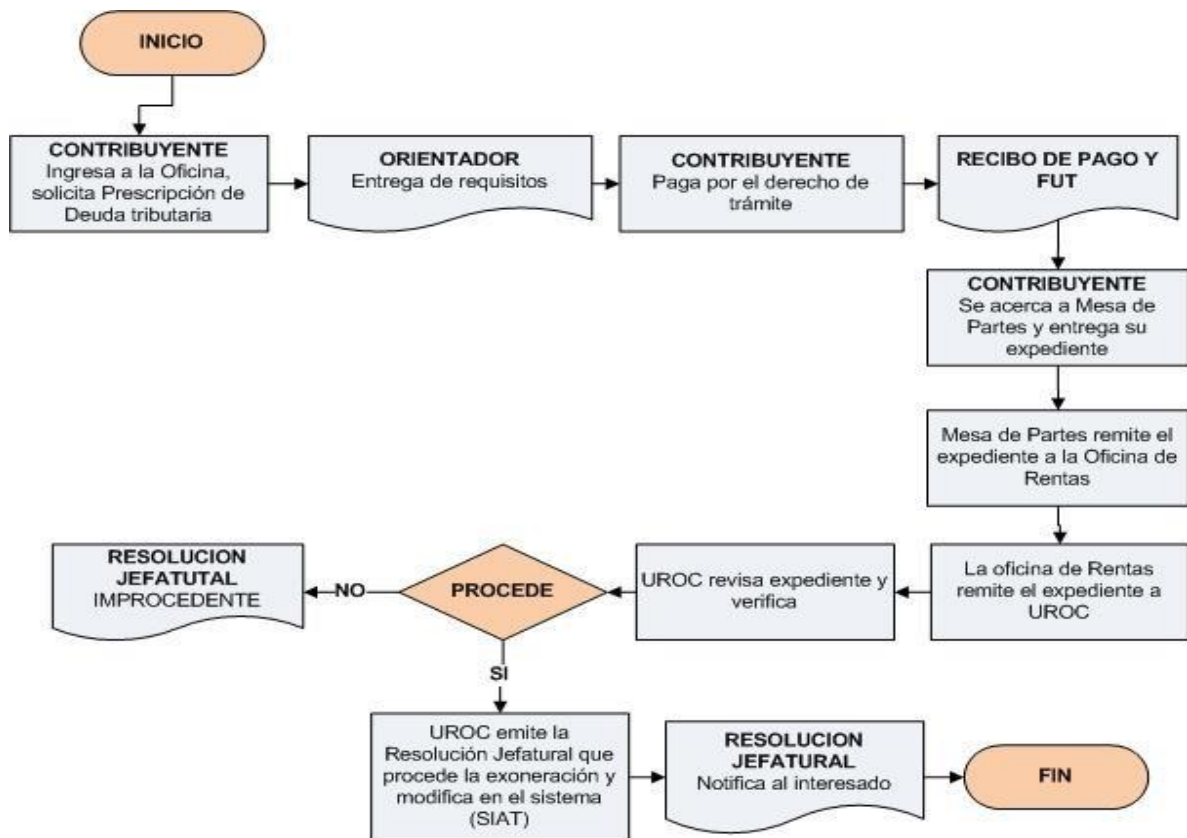 INICIO
CONTRIBUYENTE
Ingresa a la Oficina,
solicita Prescripción de
Deuda tributaria
ORIENTADOR
Entrega de requisitos
CONTRIBUYENTE
Paga por el derecho de
trámite
RECIBO DE PAGO Y
FUT
CONTRIBUYENTE
Se acerca a Mesa de
Partes y entrega su
expediente
Mesa de Partes remite el
expediente a la Oficina de
Rentas
La oficina de Rentas
remite el expediente a
UROC
UROC revisa expediente y
verifica
PROCEDE
NO
RESOLUCION
JEFATUTAL
IMPROCEDENTE
SI
UROC emite la
Resolución Jefatural que
procede la exoneración y
modifica en el sistema
(SIAT)
RESOLUCION
JEFATURAL
Notifica al interesado
FIN